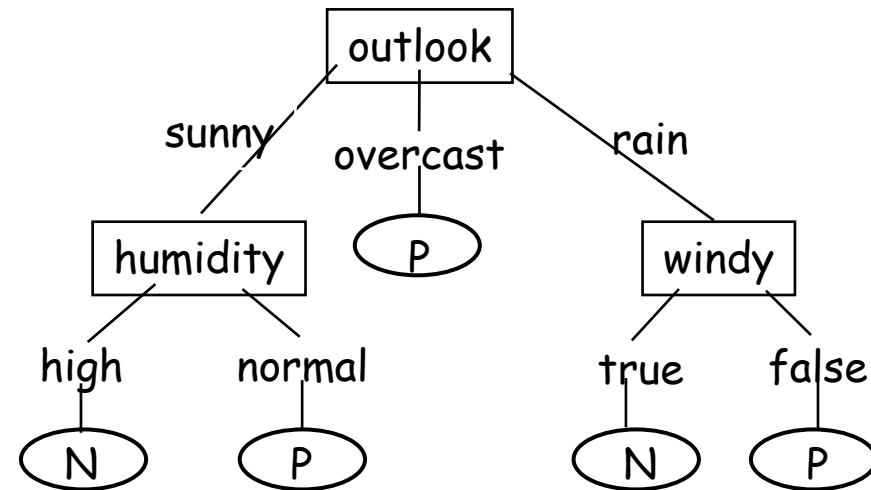 outlook
sunny
overcast
rain
humidity
P
windy
high
normal
true
false
N
P
N
P